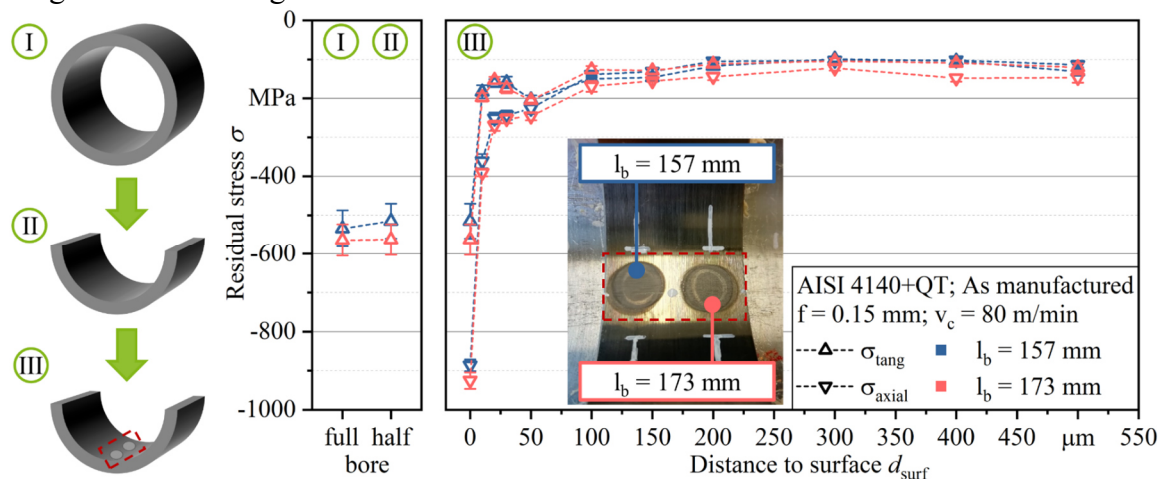 I
II
III
Residual stress σ
0
MPa
-400
-600
-800
-1000
I II
full half
bore
III
l_b = 157 mm
l_b = 173 mm
AISI 4140+QT; As manufactured
f = 0.15 mm; v_c = 80 m/min
σ_tang l_b = 157 mm
σ_axial l_b = 173 mm
0 50 100 150 200 300 400 450 μm 550
Distance to surface d_surf